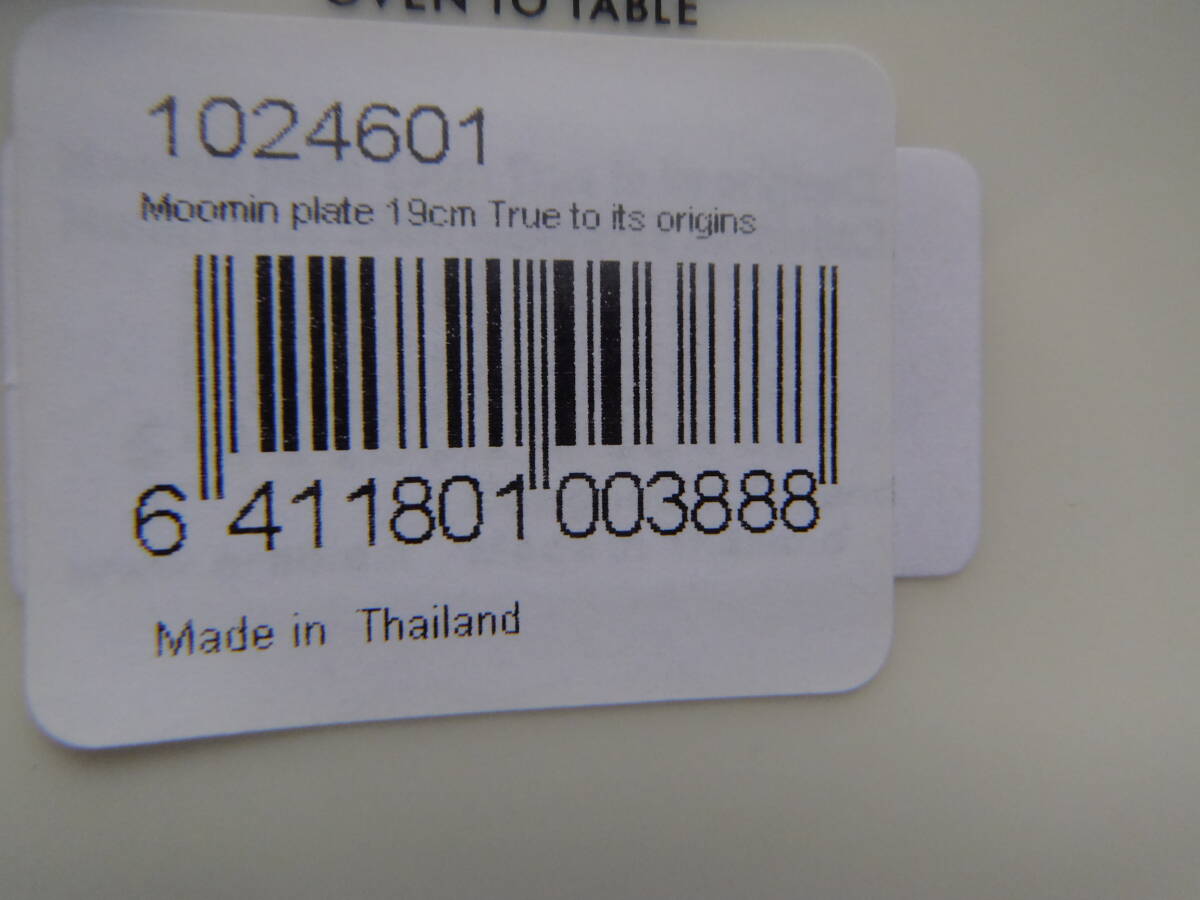 OVEN TO TABLE
1024601
Moomin plate 19cm True to its origins
6 411801 003888
Made in Thailand